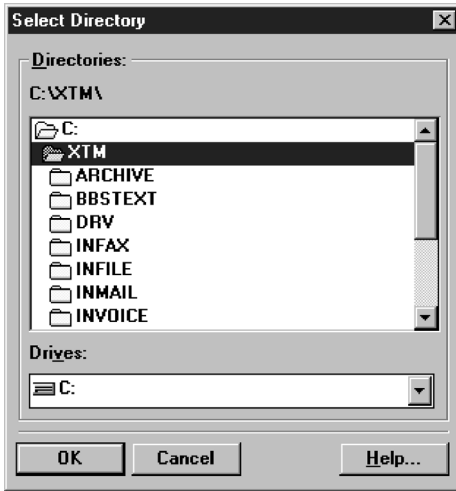 Select Directory
Directories:
C:\XTM\
C:
XTM
ARCHIVE
BBSTEXT
DRV
INFAX
INFILE
INMAIL
INVOICE
Drives:
C:
OK Cancel Help...